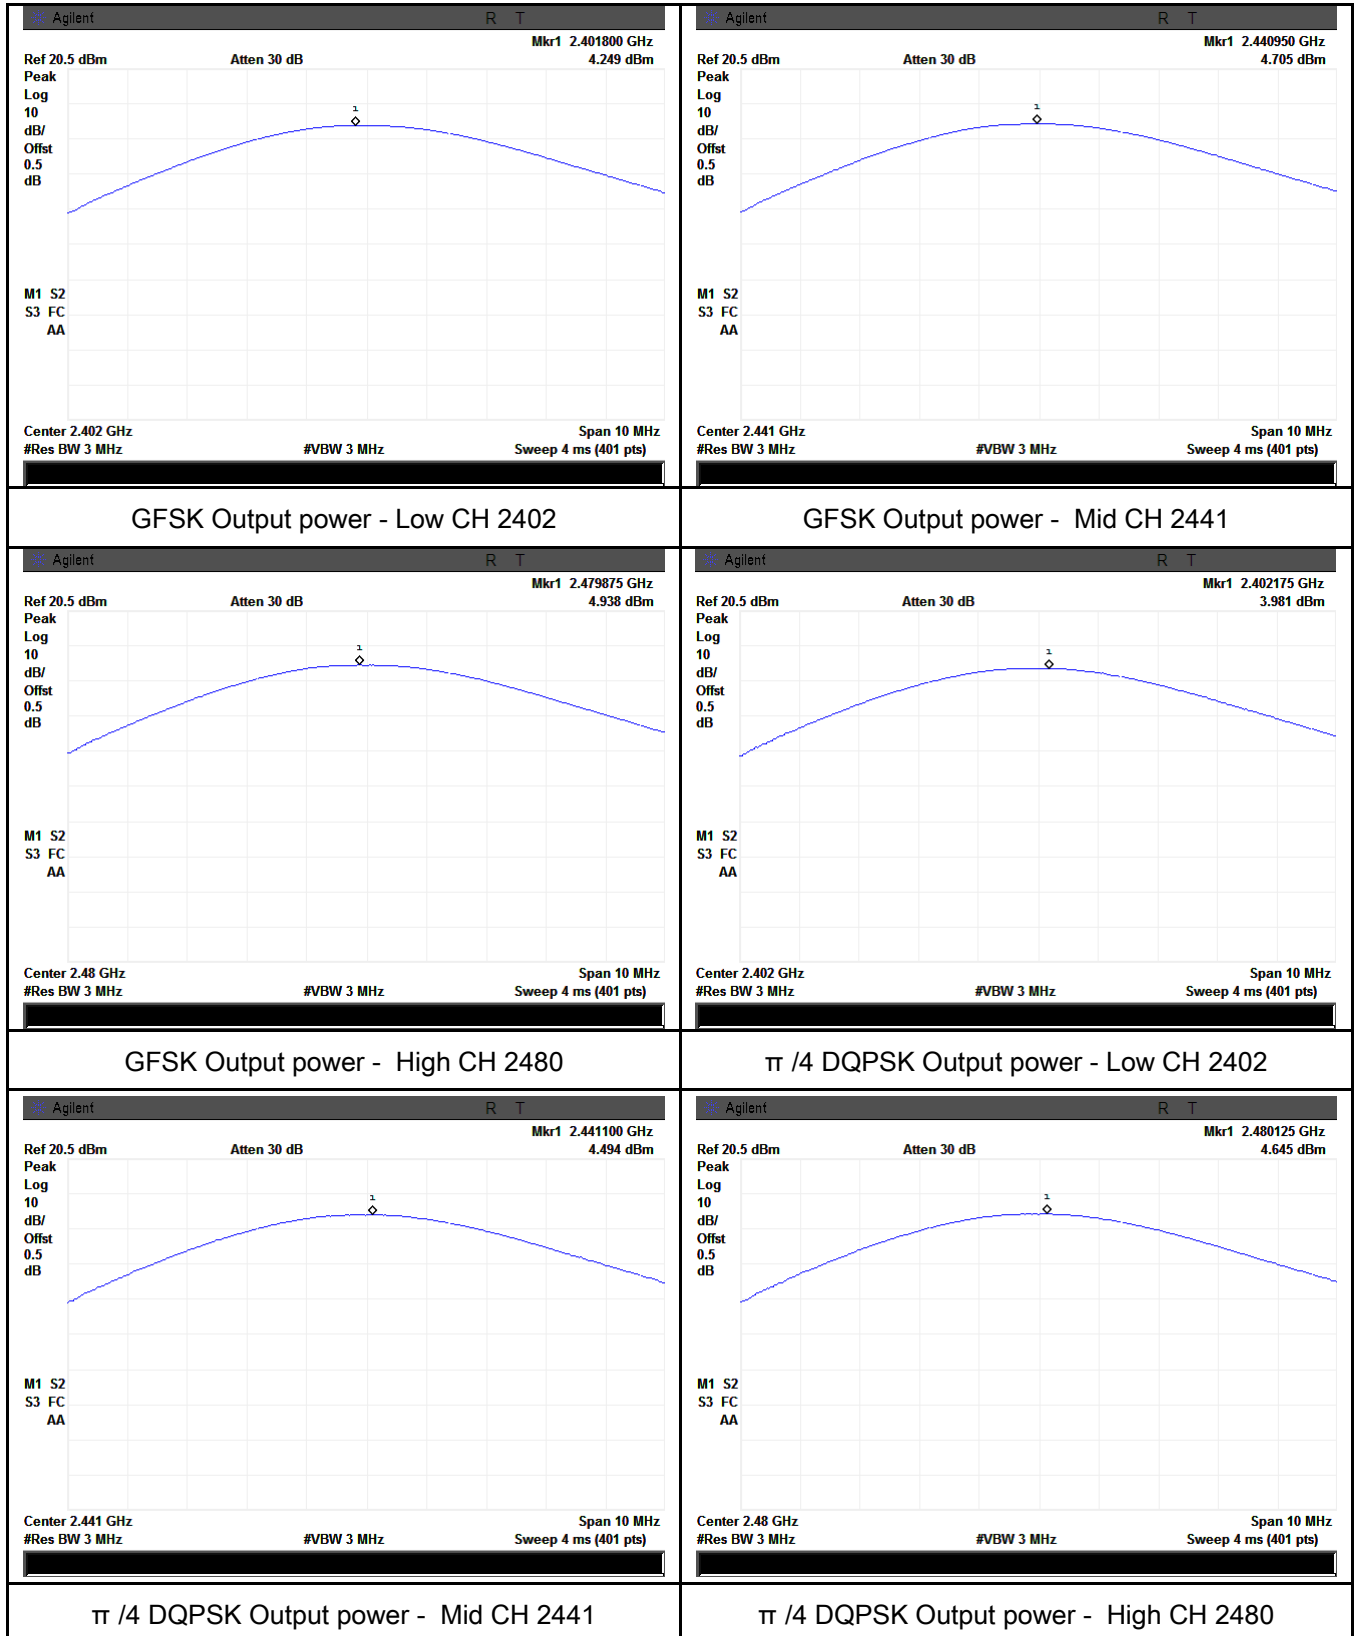 Agilent R T
Mkr1 2.401800 GHz
Ref 20.5 dBm Atten 30 dB 4.249 dBm
Peak
Log
10
dB/
Offst
0.5
dB
1
M1 S2
S3 FC
AA
Center 2.402 GHz Span 10 MHz
#Res BW 3 MHz #VBW 3 MHz Sweep 4 ms (401 pts)
GFSK Output power - Low CH 2402
Agilent R T
Mkr1 2.440950 GHz
Ref 20.5 dBm Atten 30 dB 4.705 dBm
Peak
Log
10
dB/
Offst
0.5
dB
1
M1 S2
S3 FC
AA
Center 2.441 GHz Span 10 MHz
#Res BW 3 MHz #VBW 3 MHz Sweep 4 ms (401 pts)
GFSK Output power - Mid CH 2441
Agilent R T
Mkr1 2.479875 GHz
Ref 20.5 dBm Atten 30 dB 4.938 dBm
Peak
Log
10
dB/
Offst
0.5
dB
1
M1 S2
S3 FC
AA
Center 2.48 GHz Span 10 MHz
#Res BW 3 MHz #VBW 3 MHz Sweep 4 ms (401 pts)
GFSK Output power - High CH 2480
Agilent R T
Mkr1 2.402175 GHz
Ref 20.5 dBm Atten 30 dB 3.981 dBm
Peak
Log
10
dB/
Offst
0.5
dB
1
M1 S2
S3 FC
AA
Center 2.402 GHz Span 10 MHz
#Res BW 3 MHz #VBW 3 MHz Sweep 4 ms (401 pts)
π /4 DQPSK Output power - Low CH 2402
Agilent R T
Mkr1 2.441100 GHz
Ref 20.5 dBm Atten 30 dB 4.494 dBm
Peak
Log
10
dB/
Offst
0.5
dB
1
M1 S2
S3 FC
AA
Center 2.441 GHz Span 10 MHz
#Res BW 3 MHz #VBW 3 MHz Sweep 4 ms (401 pts)
π /4 DQPSK Output power - Mid CH 2441
Agilent R T
Mkr1 2.480125 GHz
Ref 20.5 dBm Atten 30 dB 4.645 dBm
Peak
Log
10
dB/
Offst
0.5
dB
1
M1 S2
S3 FC
AA
Center 2.48 GHz Span 10 MHz
#Res BW 3 MHz #VBW 3 MHz Sweep 4 ms (401 pts)
π /4 DQPSK Output power - High CH 2480